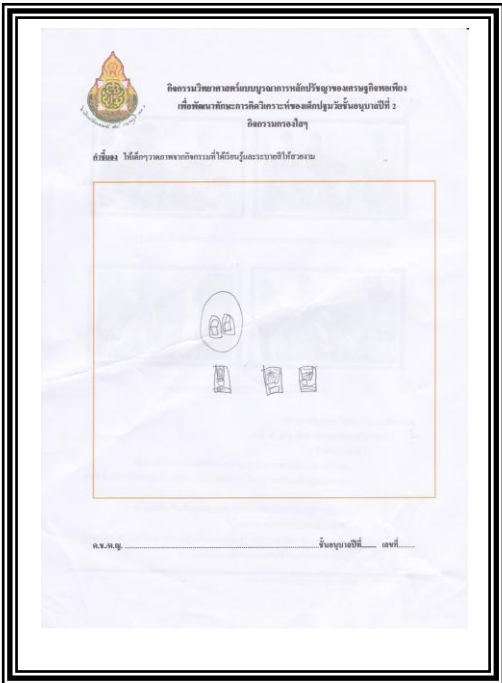 กิจกรรมวิทยาศาสตร์แบบบูรณาการหลักปรัชญาของเศรษฐกิจพอเพียง
เพื่อพัฒนาทักษะการคิดวิเคราะห์ของเด็กปฐมวัยชั้นอนุบาลปีที่ 2
กิจกรรมกรองใสๆ
คำชี้แจง ให้เด็กๆวาดภาพจากกิจกรรมที่ได้เรียนรู้และระบายสีให้สวยงาม
ด.ช./ด.ญ. ........................................................ชั้นอนุบาลปีที่....... เลขที่.......